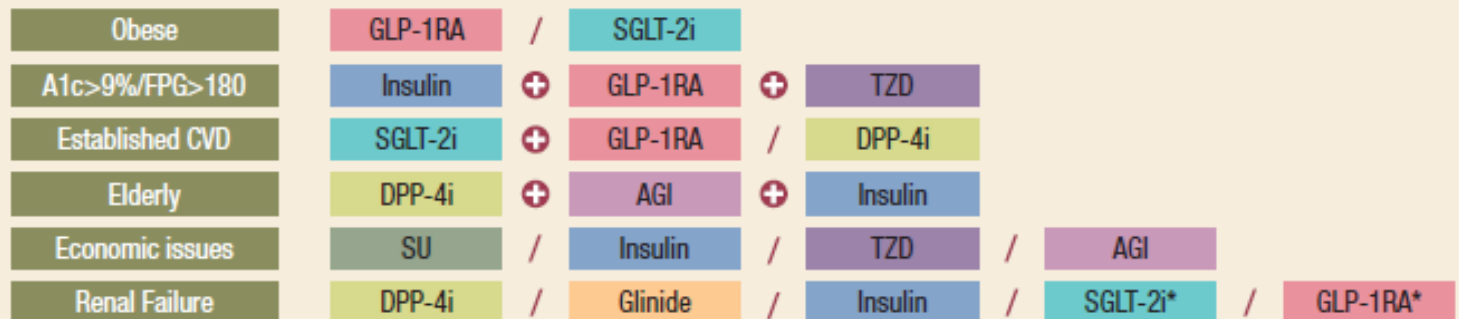 Obese GLP-1RA / SGLT-2i
A1c>9%/FPG>180 Insulin + GLP-1RA + TZD
Established CVD SGLT-2i + GLP-1RA / DPP-4i
Elderly DPP-4i + AGI + Insulin
Economic issues SU / Insulin / TZD / AGI
Renal Failure DPP-4i / Glinide / Insulin / SGLT-2i* / GLP-1RA*